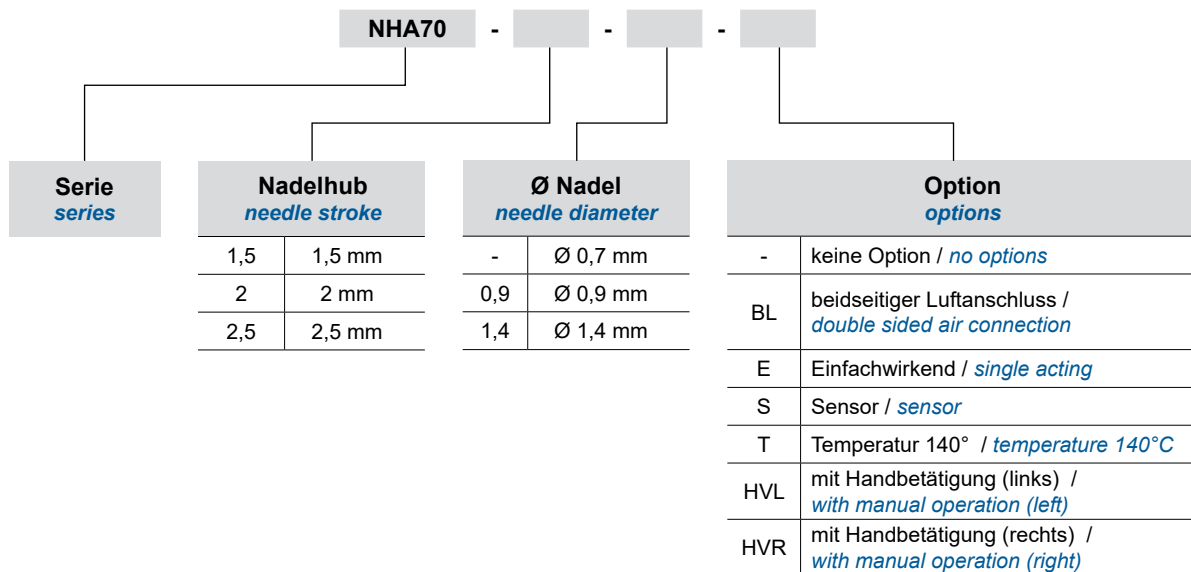 NHA70 - - -
Serie
series
Nadelhub
needle stroke
1,5 1,5 mm
2 2 mm
2,5 2,5 mm
Ø Nadel
needle diameter
- Ø 0,7 mm
0,9 Ø 0,9 mm
1,4 Ø 1,4 mm
Option
options
- keine Option / no options
BL beidseitiger Luftanschluss /
double sided air connection
E Einfachwirkend / single acting
S Sensor / sensor
T Temperatur 140° / temperature 140°C
HVL mit Handbetätigung (links) /
with manual operation (left)
HVR mit Handbetätigung (rechts) /
with manual operation (right)